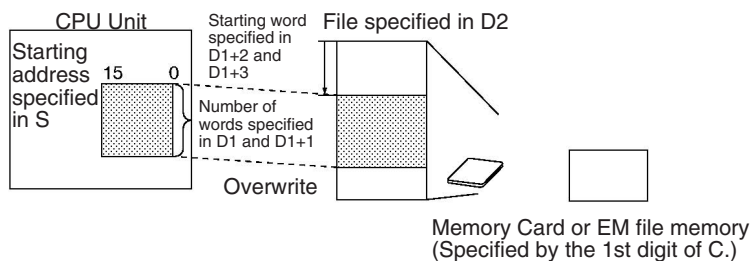 CPU Unit
Starting
address
specified
in S
15 0
Number of
words specified
in D1 and D1+1
Starting word
specified in
D1+2 and
D1+3
File specified in D2
Overwrite
Memory Card or EM file memory
(Specified by the 1st digit of C.)